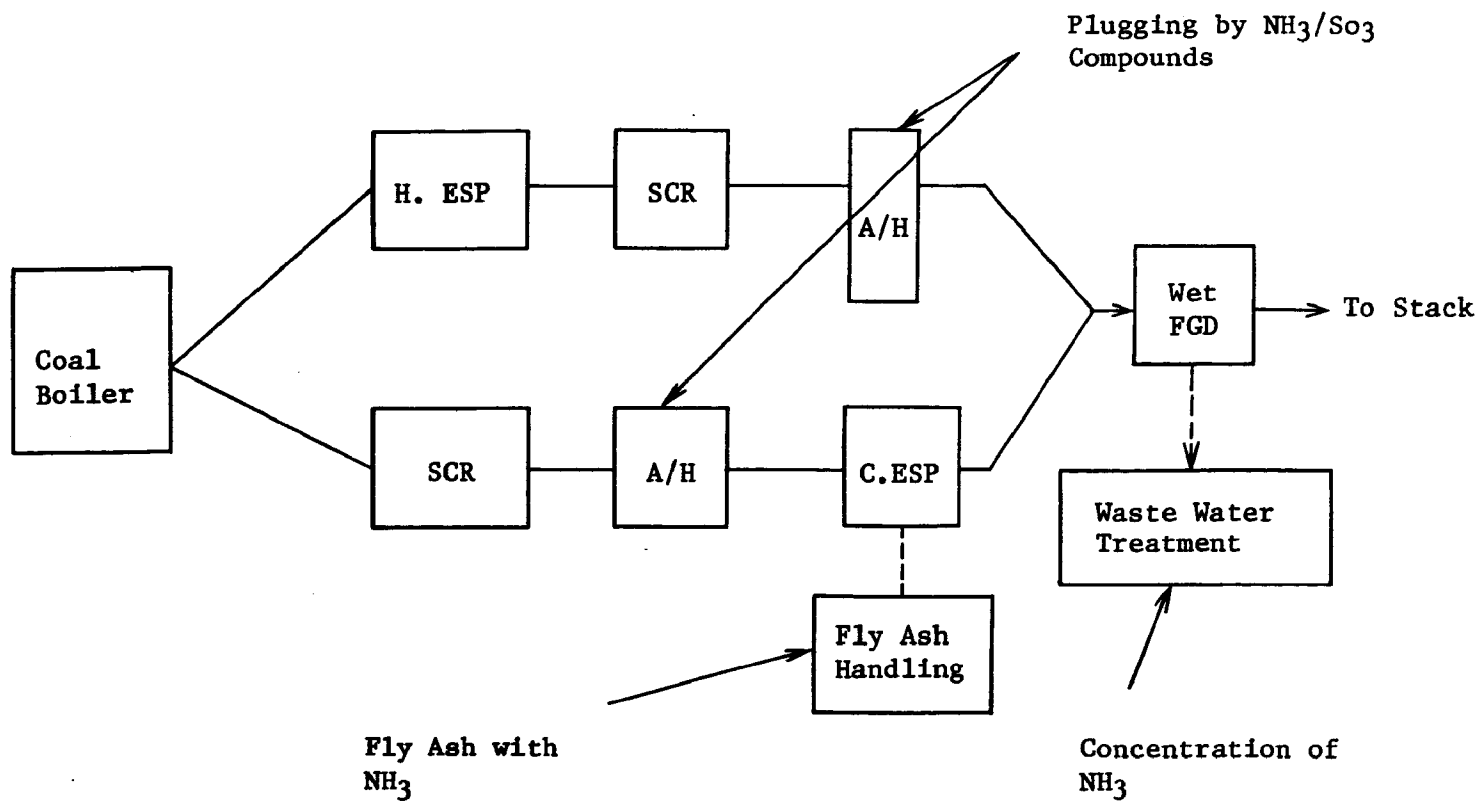 Plugging by NH3/So3
Compounds
H. ESP
SCR
A/H
Coal
Boiler
Wet
FGD
To Stack
SCR
A/H
C.ESP
Waste Water
Treatment
Fly Ash
Handling
Fly Ash with
NH3
Concentration of
NH3